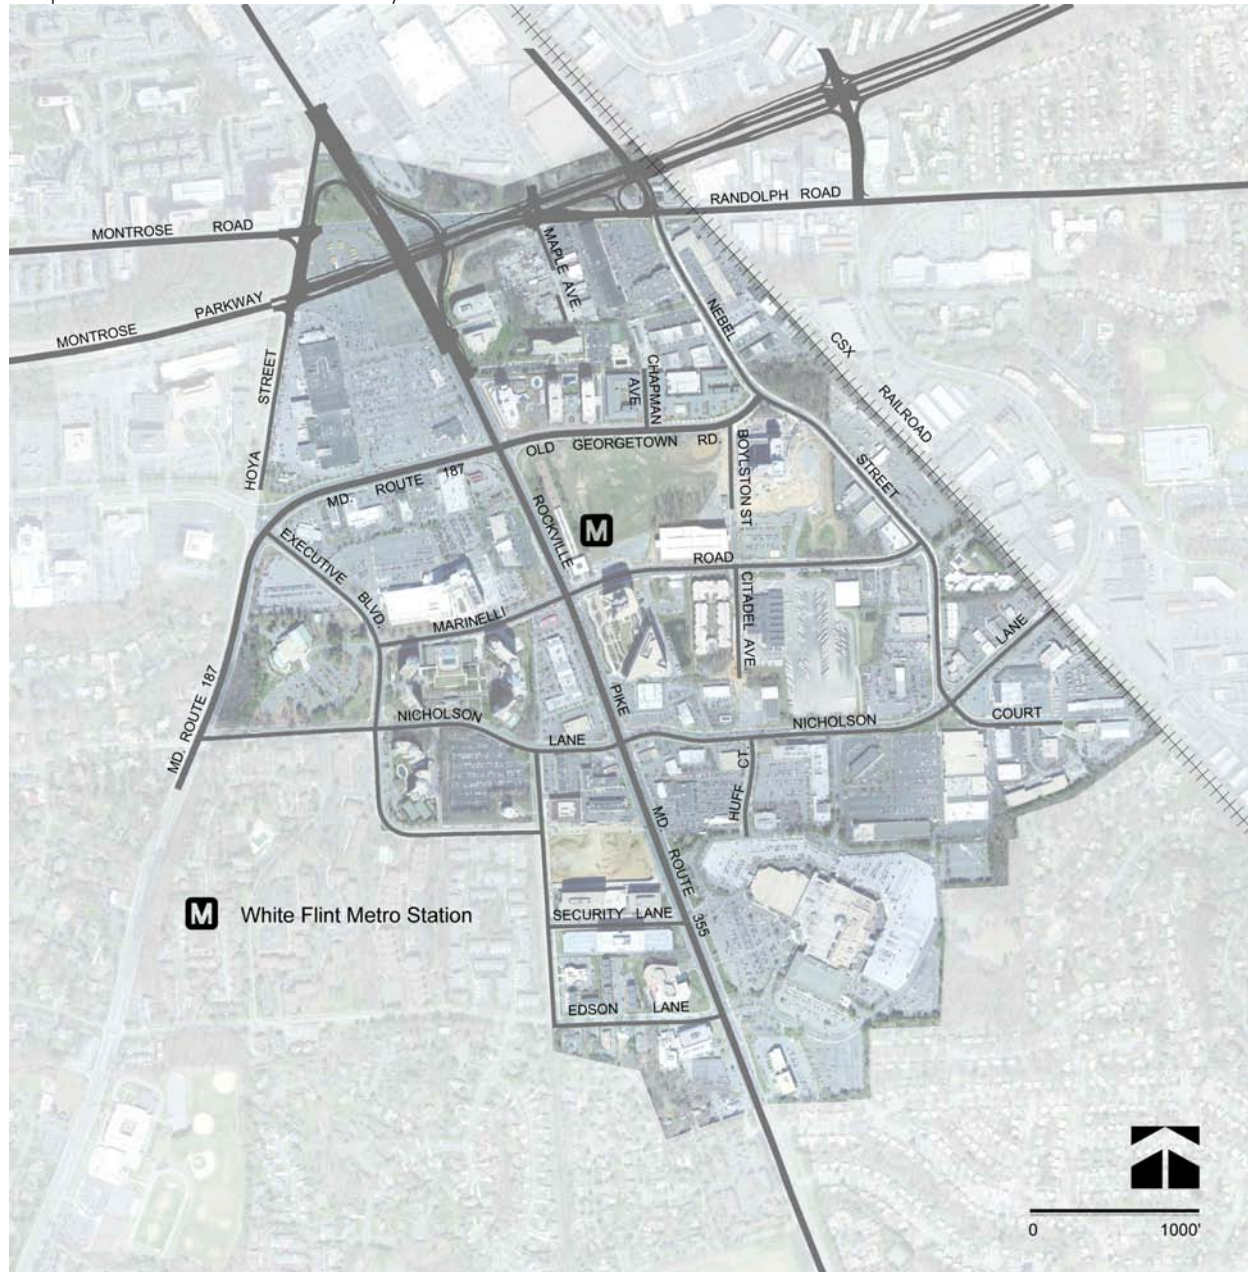 RANDOLPH ROAD
MONTROSE ROAD
MAPLE AVE.
MONTROSE PARKWAY
NEBEL
STREET
CSX RAILROAD
HOYA STREET
CHAPMAN
AVE.
OLD GEORGETOWN RD.
BOYLSTON ST.
MD. ROUTE 187
ROCKVILLE
PIKE
M
EXECUTIVE BLVD.
ROAD
MARINELLI
CITADEL AVE.
LANE
MD. ROUTE 187
NICHOLSON
LANE
NICHOLSON
COURT
HUFF CT.
MD. ROUTE 355
M White Flint Metro Station
SECURITY LANE
EDSON LANE
0 1000'